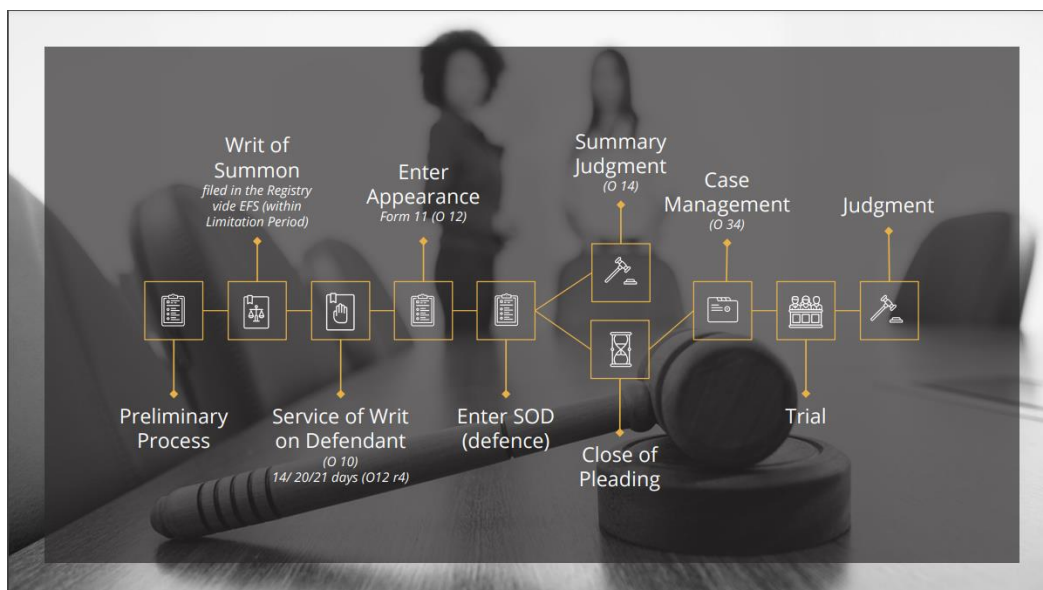 Preliminary
Process
Writ of
Summon
filed in the Registry
vide EFS (within
Limitation Period)
Service of Writ
on Defendant
(O 10)
14/ 20/21 days (O12 r4)
Enter
Appearance
Form 11 (O 12)
Enter SOD
(defence)
Summary
Judgment
(O 14)
Close of
Pleading
Case
Management
(O 34)
Trial
Judgment